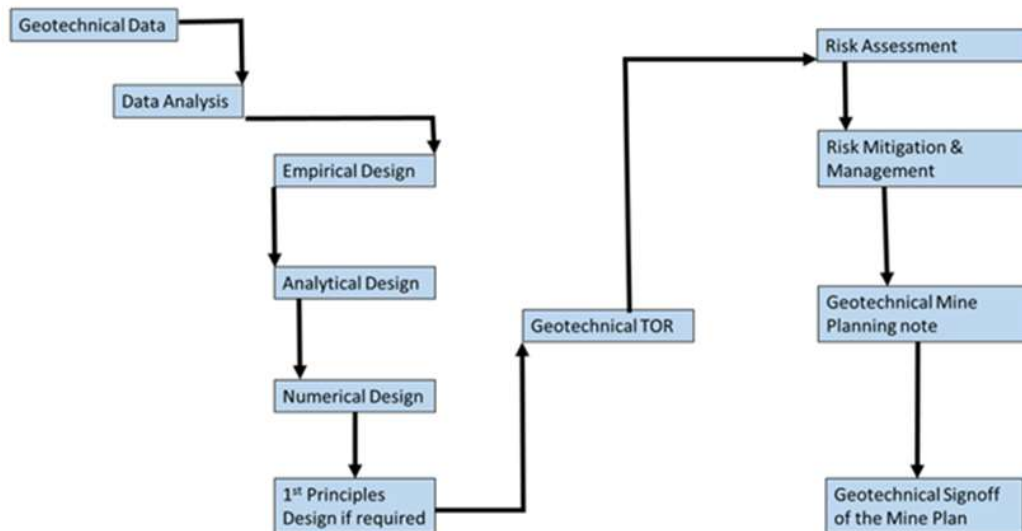 Geotechnical Data
Data Analysis
Empirical Design
Analytical Design
Numerical Design
1st Principles
Design if required
Geotechnical TOR
Risk Assessment
Risk Mitigation &
Management
Geotechnical Mine
Planning note
Geotechnical Signoff
of the Mine Plan